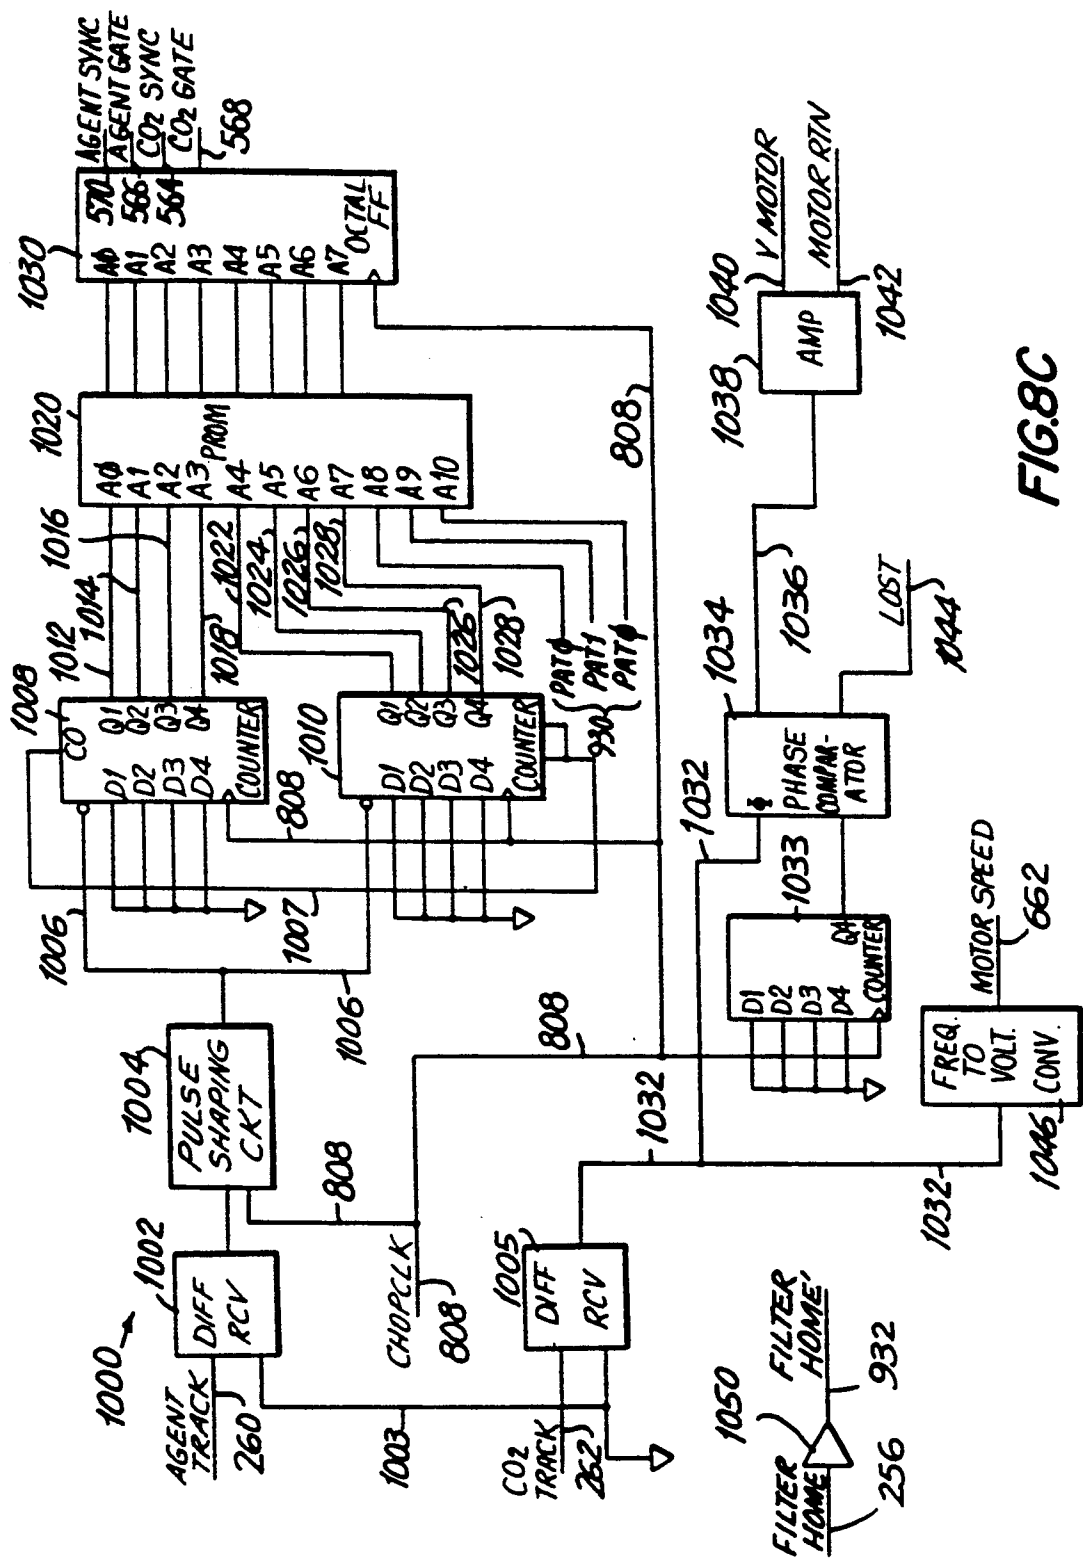 1000
AGENT
TRACK
260
1002
DIFF
RCV
1003
1004
PULSE
SHAPING
CKT
808
CHOPCLK
808
CO2
TRACK
262
1005
DIFF
RCV
1006
1006
1007
1008
CO
D1
D2
D3
D4
Q1
Q2
Q3
Q4
COUNTER
808
1010
D1
D2
D3
D4
Q1
Q2
Q3
Q4
COUNTER
1012
1014
1016
1018
1022
1024
1026
1028
1026
1028
930
PATϕ
PAT1
PATϕ
1020
PROM
Aϕ
A1
A2
A3
A4
A5
A6
A7
A8
A9
A10
1030
Aϕ
A1
A2
A3
A4
A5
A6
A7
OCTAL
FF
570
566
564
AGENT SYNC
AGENT GATE
CO2 SYNC
CO2 GATE
568
808
808
1032
1032
1032
D1
D2
D3
D4
Q4
COUNTER
1033
1034
Φ
PHASE
COMPAR-
ATOR
1036
LOST
1044
1038
AMP
1040
V MOTOR
MOTOR RTN
1042
FREQ.
TO
VOLT.
CONV.
1046
MOTOR SPEED
662
FILTER
HOME
256
1050
FILTER
HOME'
932
FIG.8C